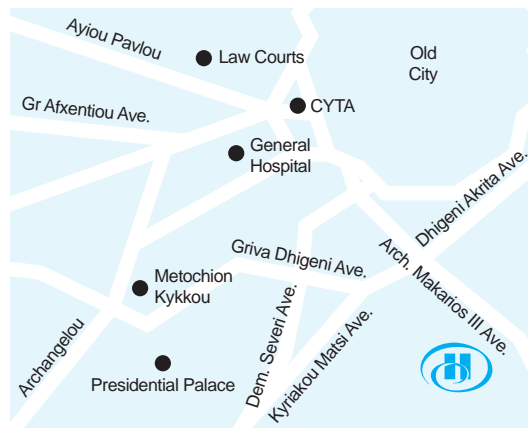 Ayiou Pavlou
Law Courts
Old
City
Gr Afxentiou Ave.
CYTA
General
Hospital
Dhigeni Akrita Ave.
Griva Dhigeni Ave.
Arch. Makarios III Ave.
Metochion
Kykkou
Archangelou
Dem. Severi Ave.
Kyriakou Matsi Ave.
Presidential Palace
H